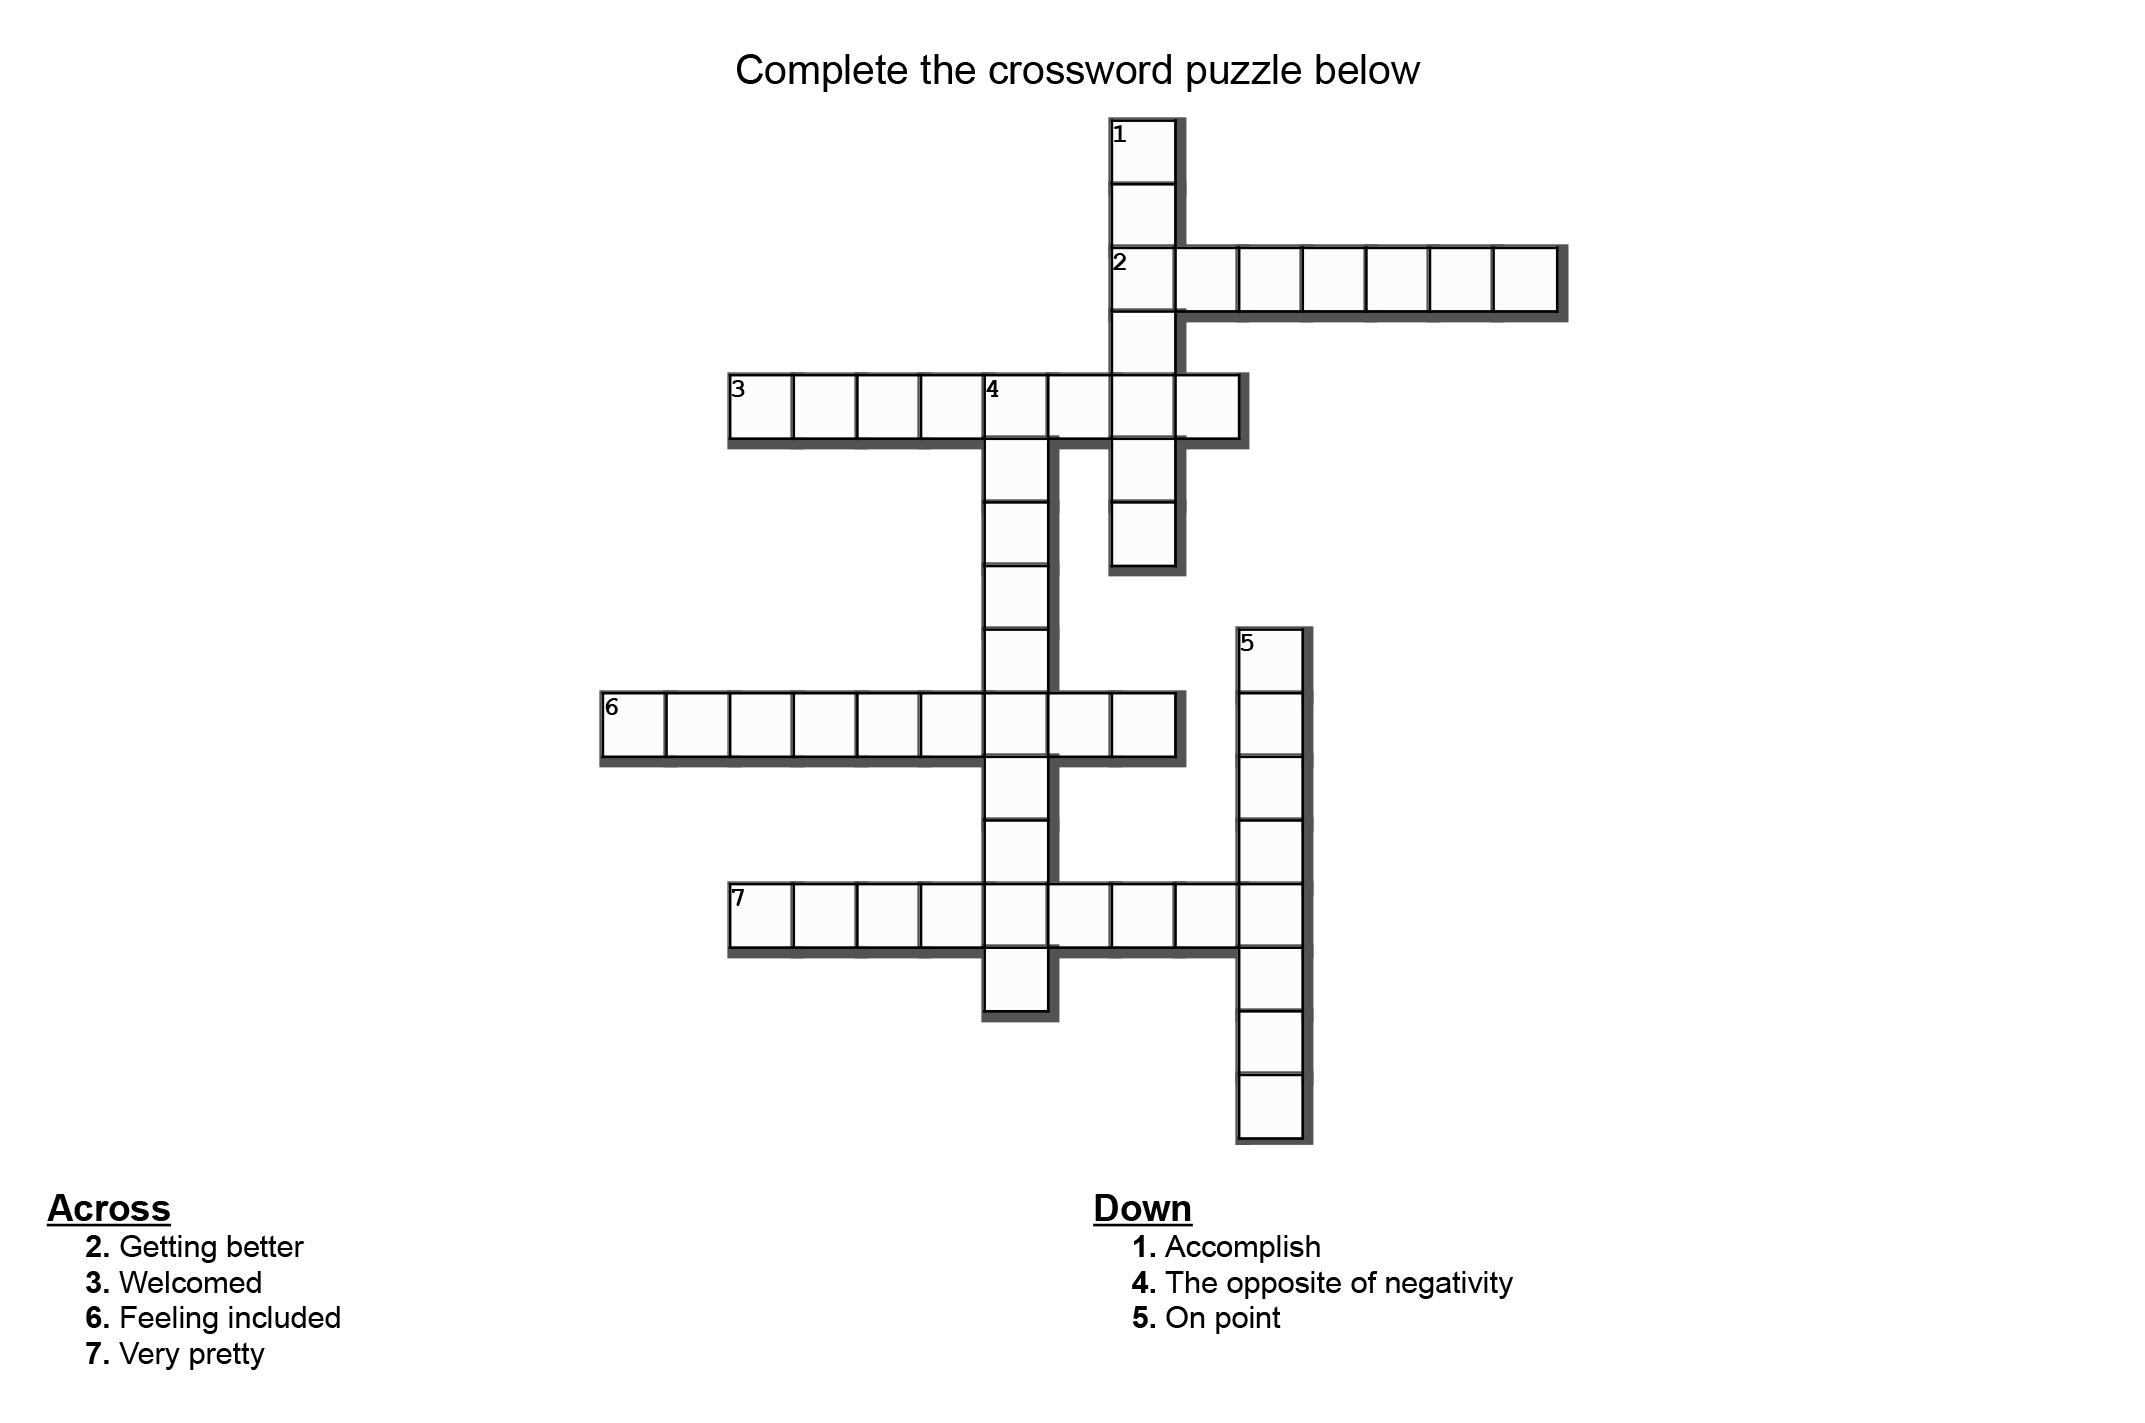 Complete the crossword puzzle below
1
2
3
4
5
6
7
Across
2. Getting better
3. Welcomed
6. Feeling included
7. Very pretty
Down
1. Accomplish
4. The opposite of negativity
5. On point